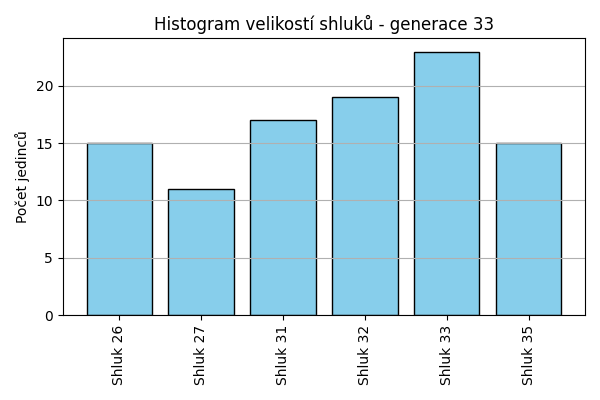 Histogram velikostí shluků - generace 33
Počet jedinců
20
15
10
5
0
Shluk 26
Shluk 27
Shluk 31
Shluk 32
Shluk 33
Shluk 35